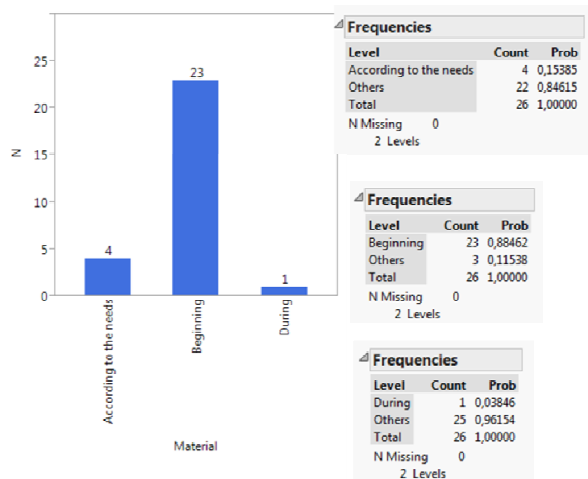 25
20
15
10
5
0
N
4
23
1
According to the needs
Beginning
During
Material
Frequencies
Level Count Prob
According to the needs 4 0,15385
Others 22 0,84615
Total 26 1,00000
N Missing 0
2 Levels
Frequencies
Level Count Prob
Beginning 23 0,88462
Others 3 0,11538
Total 26 1,00000
N Missing 0
2 Levels
Frequencies
Level Count Prob
During 1 0,03846
Others 25 0,96154
Total 26 1,00000
N Missing 0
2 Levels